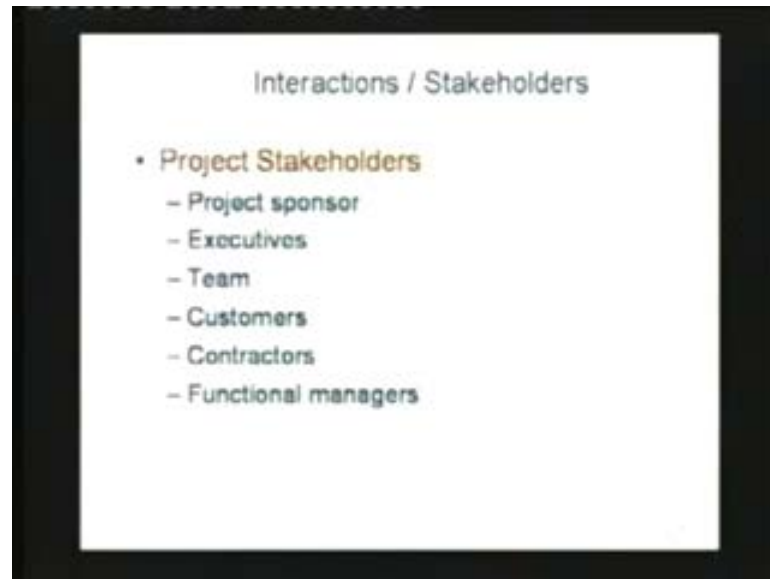 Interactions / Stakeholders
• Project Stakeholders
– Project sponsor
– Executives
– Team
– Customers
– Contractors
– Functional managers